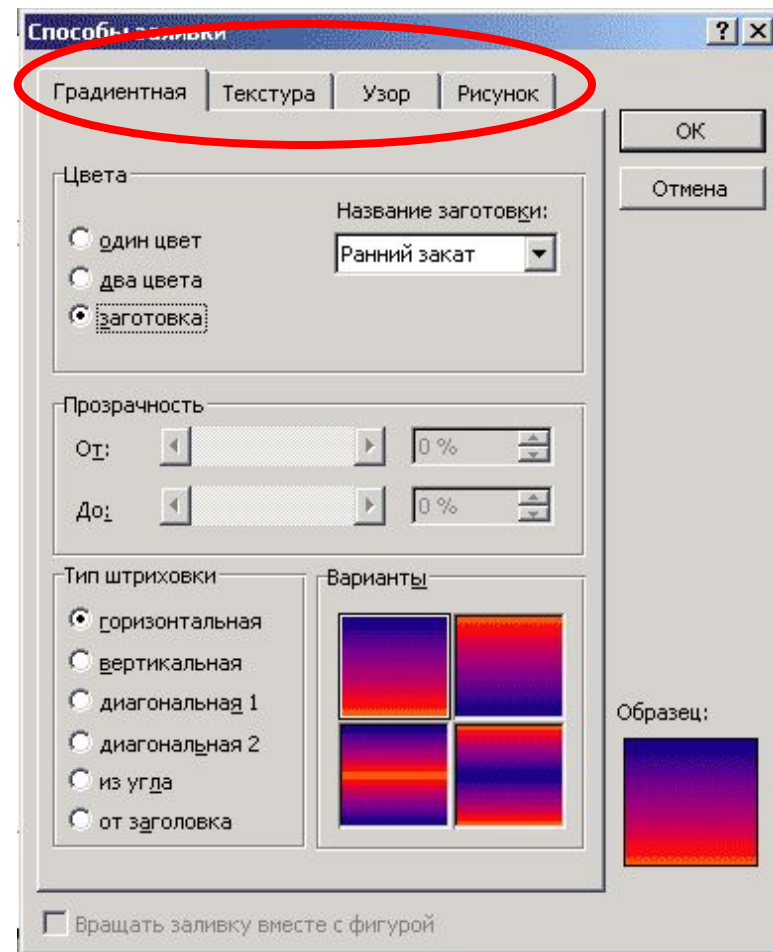 Способы заливки
Градиентная Текстура Узор Рисунок
ОК
Отмена
Цвета
один цвет
два цвета
заготовка
Название заготовки:
Ранний закат
Прозрачность
От: 0 %
До: 0 %
Тип штриховки
горизонтальная
вертикальная
диагональная 1
диагональная 2
из угла
от заголовка
Варианты
Образец:
Вращать заливку вместе с фигурой